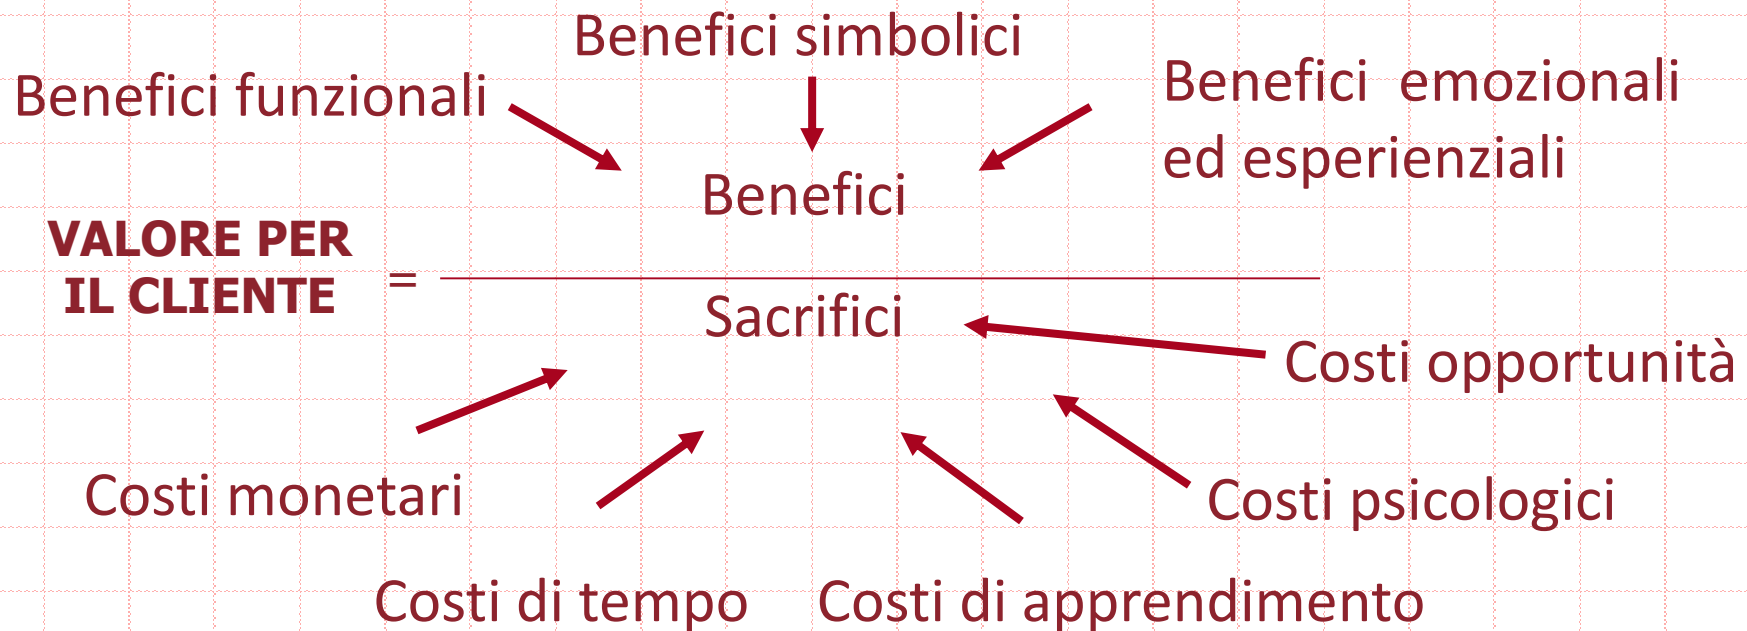 Benefici simbolici
Benefici funzionali
Benefici emozionali
ed esperienziali
Benefici
VALORE PER
IL CLIENTE
=
Sacrifici
Costi opportunità
Costi monetari
Costi psicologici
Costi di tempo
Costi di apprendimento